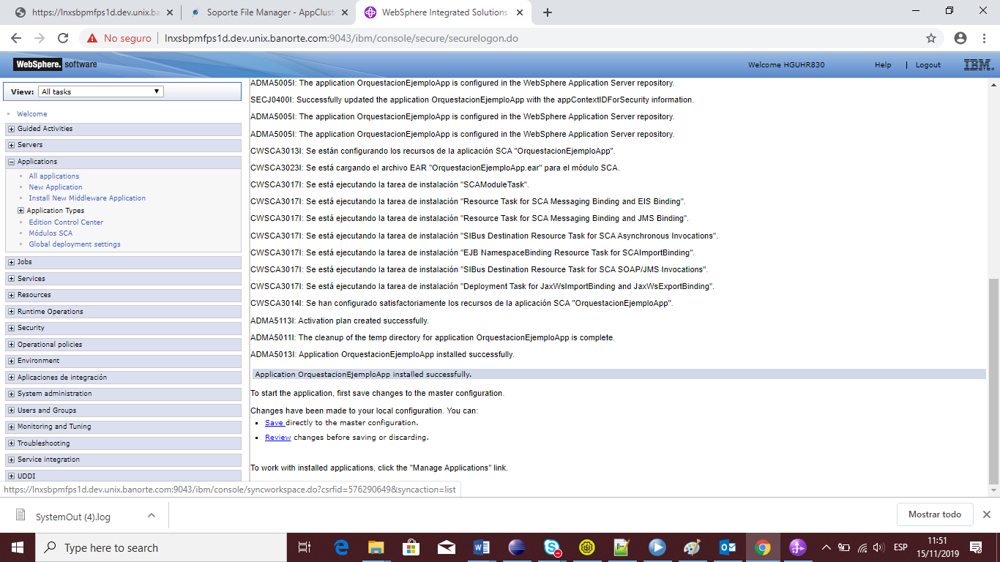 https://lnxsbpmfps1d.dev.unix.ba
Soporte File Manager - AppClust
WebSphere Integrated Solutions
No seguro
lnxsbpmfps1d.dev.unix.banorte.com:9043/ibm/console/secure/securelogon.do
WebSphere. software
Welcome HGUHR830
Help
Logout
IBM.
View: All tasks
Welcome
Guided Activities
Servers
Applications
All applications
New Application
Install New Middleware Application
Application Types
Edition Control Center
Módulos SCA
Global deployment settings
Jobs
Services
Resources
Runtime Operations
Security
Operational policies
Environment
Aplicaciones de integración
System administration
Users and Groups
Monitoring and Tuning
Troubleshooting
Service integration
UDDI
ADMA5005I: The application OrquestacionEjemploApp is configured in the WebSphere Application Server repository.
SECJ0400I: Successfully updated the application OrquestacionEjemploApp with the appContextIDForSecurity information.
ADMA5005I: The application OrquestacionEjemploApp is configured in the WebSphere Application Server repository.
ADMA5005I: The application OrquestacionEjemploApp is configured in the WebSphere Application Server repository.
CWSCA3013I: Se están configurando los recursos de la aplicación SCA "OrquestacionEjemploApp".
CWSCA3023I: Se está cargando el archivo EAR "OrquestacionEjemploApp.ear" para el módulo SCA.
CWSCA3017I: Se está ejecutando la tarea de instalación "SCAModuleTask".
CWSCA3017I: Se está ejecutando la tarea de instalación "Resource Task for SCA Messaging Binding and EIS Binding".
CWSCA3017I: Se está ejecutando la tarea de instalación "Resource Task for SCA Messaging Binding and JMS Binding".
CWSCA3017I: Se está ejecutando la tarea de instalación "SIBus Destination Resource Task for SCA Asynchronous Invocations".
CWSCA3017I: Se está ejecutando la tarea de instalación "EJB NamespaceBinding Resource Task for SCAImportBinding".
CWSCA3017I: Se está ejecutando la tarea de instalación "SIBus Destination Resource Task for SCA SOAP/JMS Invocations".
CWSCA3017I: Se está ejecutando la tarea de instalación "Deployment Task for JaxWsImportBinding and JaxWsExportBinding".
CWSCA3014I: Se han configurado satisfactoriamente los recursos de la aplicación SCA "OrquestacionEjemploApp".
ADMA5113I: Activation plan created successfully.
ADMA5011I: The cleanup of the temp directory for application OrquestacionEjemploApp is complete.
ADMA5013I: Application OrquestacionEjemploApp installed successfully.
Application OrquestacionEjemploApp installed successfully.
To start the application, first save changes to the master configuration.
Changes have been made to your local configuration. You can:
Save directly to the master configuration.
Review changes before saving or discarding.
To work with installed applications, click the "Manage Applications" link.
https://lnxsbpmfps1d.dev.unix.banorte.com:9043/ibm/console/syncworkspace.do?csrfid=576290649&syncaction=list
SystemOut (4).log
Mostrar todo
Type here to search
ESP
11:51
15/11/2019